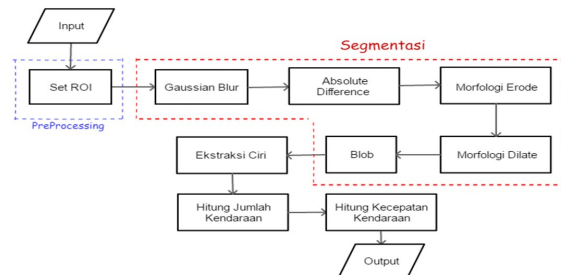 Input
Segmentasi
Set ROI
Gaussian Blur
Absolute
Difference
Morfologi Erode
PreProcessing
Ekstraksi Ciri
Blob
Morfologi Dilate
Hitung Jumlah
Kendaraan
Hitung Kecepatan
Kendaraan
Output